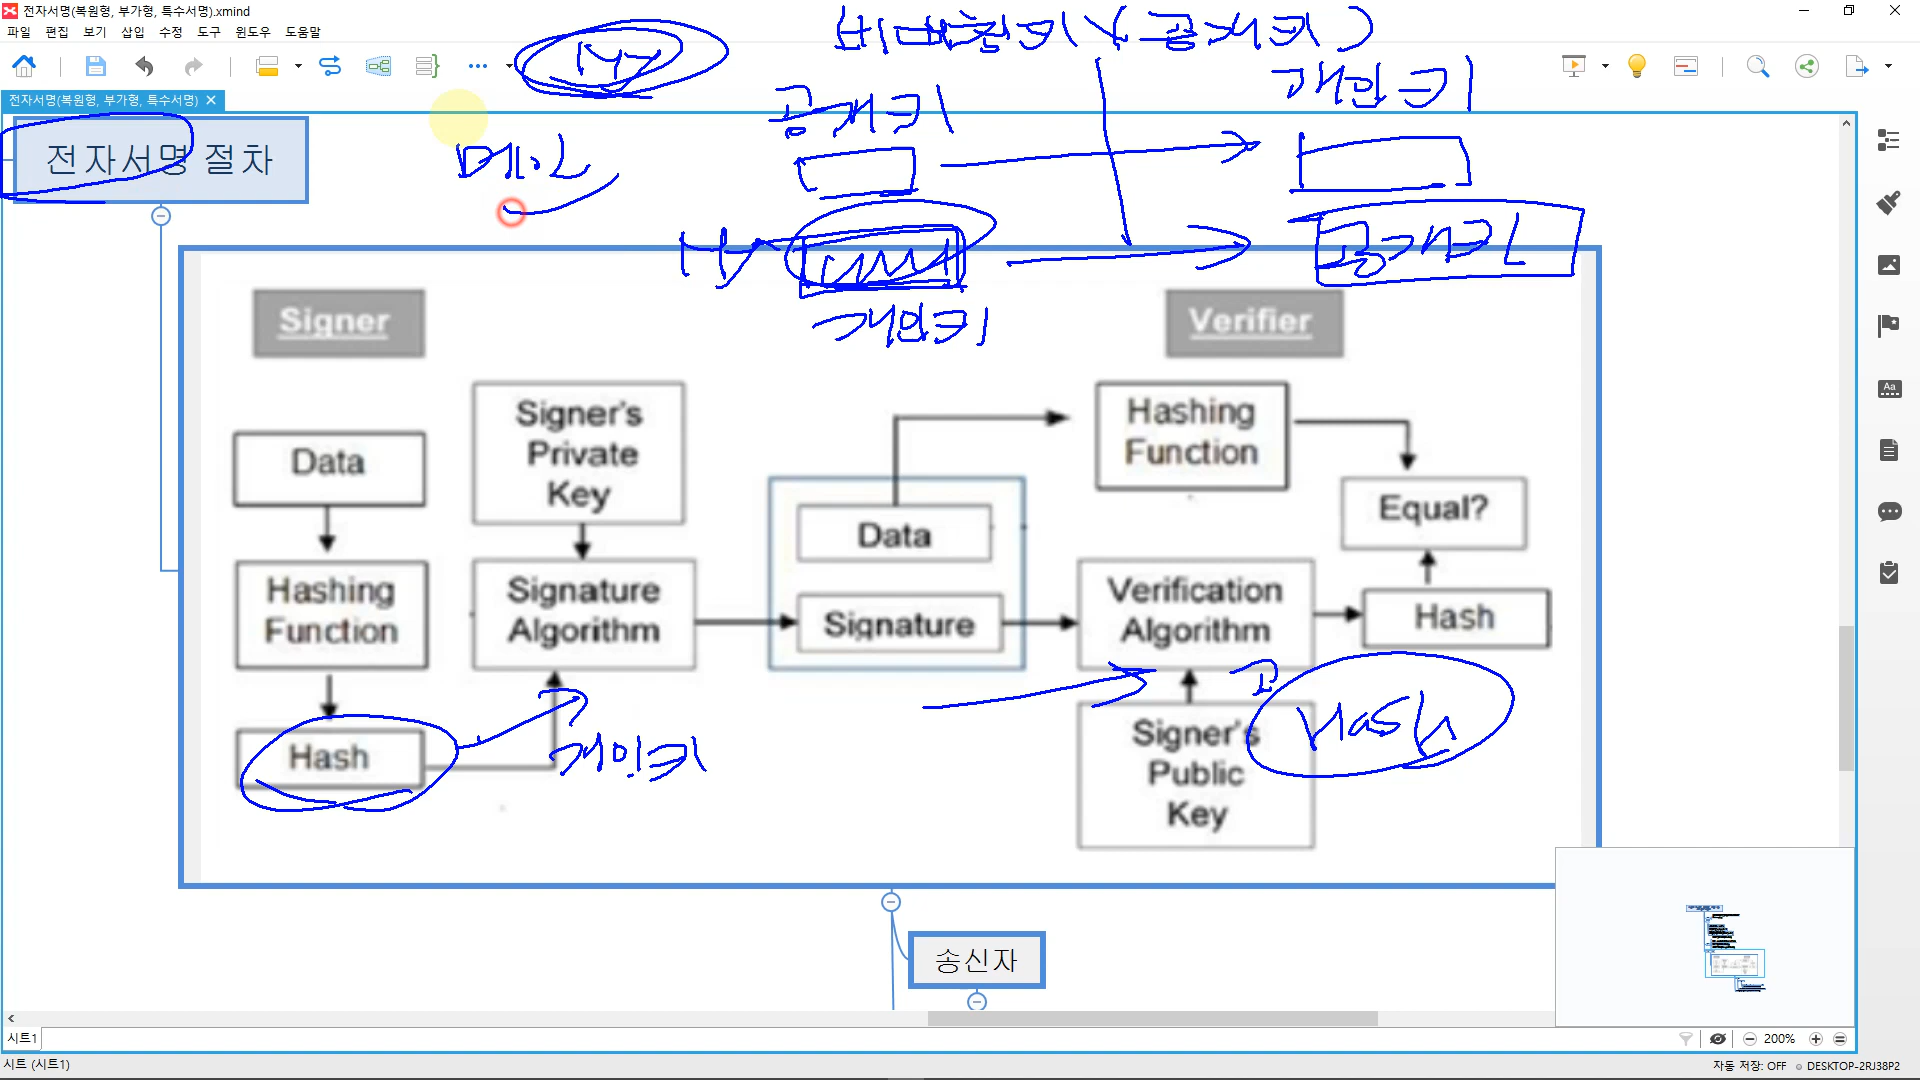 전자서명(복원형, 부가형, 특수서명).xmind
파일 편집 보기 삽입 수정 도구 윈도우 도움말
비대칭키 ( 공개키 )
개인키
공개키
전자서명(복원형, 부가형, 특수서명)
전자서명 절차
메인
공개키
개인키
Signer
Verifier
Data
Signer's
Private
Key
Hashing
Function
Equal?
Data
Hashing
Function
Signature
Algorithm
Signature
Verification
Algorithm
Hash
Hash
개인키
Signer's
Public
Key
Hash
송신자
시트1
200%
시트 (시트1)
자동 저장: OFF
DESKTOP-2RJ38P2